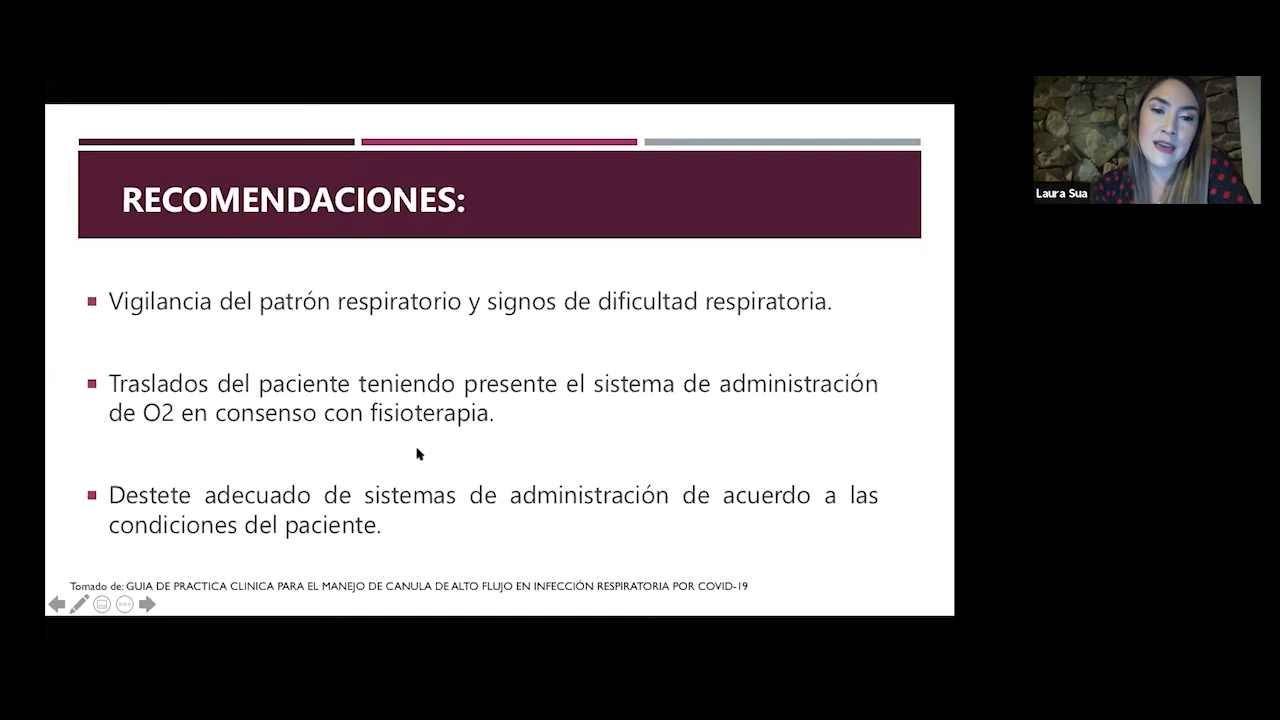 RECOMENDACIONES:
Vigilancia del patrón respiratorio y signos de dificultad respiratoria.
Traslados del paciente teniendo presente el sistema de administración
de O2 en consenso con fisioterapia.
Destete adecuado de sistemas de administración de acuerdo a las
condiciones del paciente.
Tomado de: GUIA DE PRACTICA CLINICA PARA EL MANEJO DE CANULA DE ALTO FLUJO EN INFECCIÓN RESPIRATORIA POR COVID-19
Laura Sua